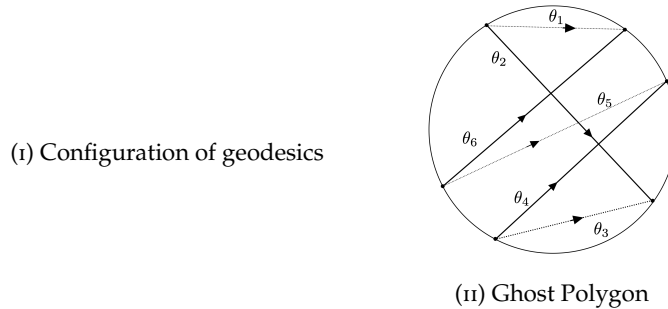 θ₁
θ₂
θ₅
(I) Configuration of geodesics
θ₆
θ₄
θ₃
(II) Ghost Polygon